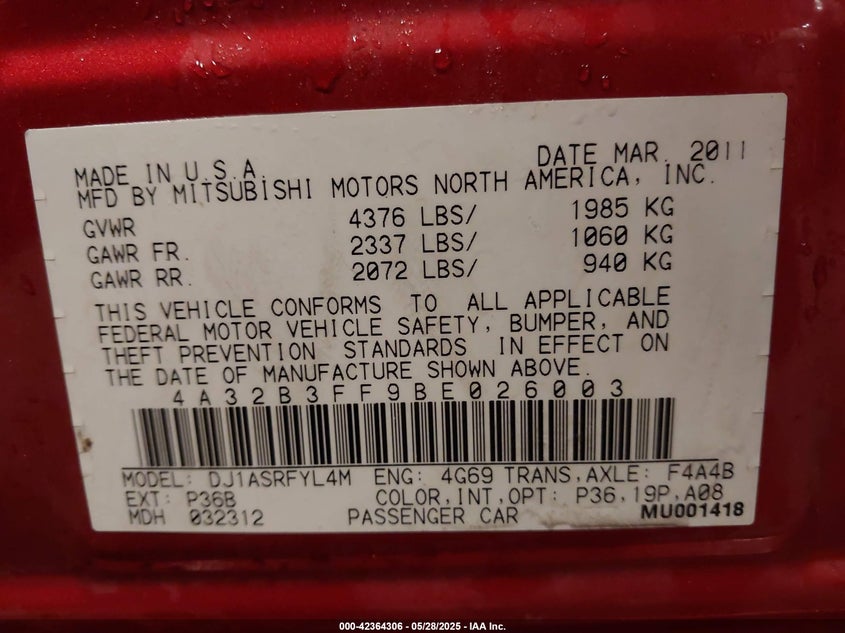 MADE IN U.S.A. DATE MAR. 2011
MFD BY MITSUBISHI MOTORS NORTH AMERICA, INC.
GVWR 4376 LBS/ 1985 KG
GAWR FR. 2337 LBS/ 1060 KG
GAWR RR. 2072 LBS/ 940 KG
THIS VEHICLE CONFORMS TO ALL APPLICABLE
FEDERAL MOTOR VEHICLE SAFETY, BUMPER, AND
THEFT PREVENTION STANDARDS IN EFFECT ON
THE DATE OF MANUFACTURE SHOWN ABOVE.
4A32B3FF9BE026003
MODEL: DJ1ASRFYL4M ENG: 4G69 TRANS,AXLE: F4A4B
EXT: P36B COLOR,INT,OPT: P36,19P,A08
MDH 032312 PASSENGER CAR MU001418
000-42364306 - 05/28/2025 - IAA Inc.